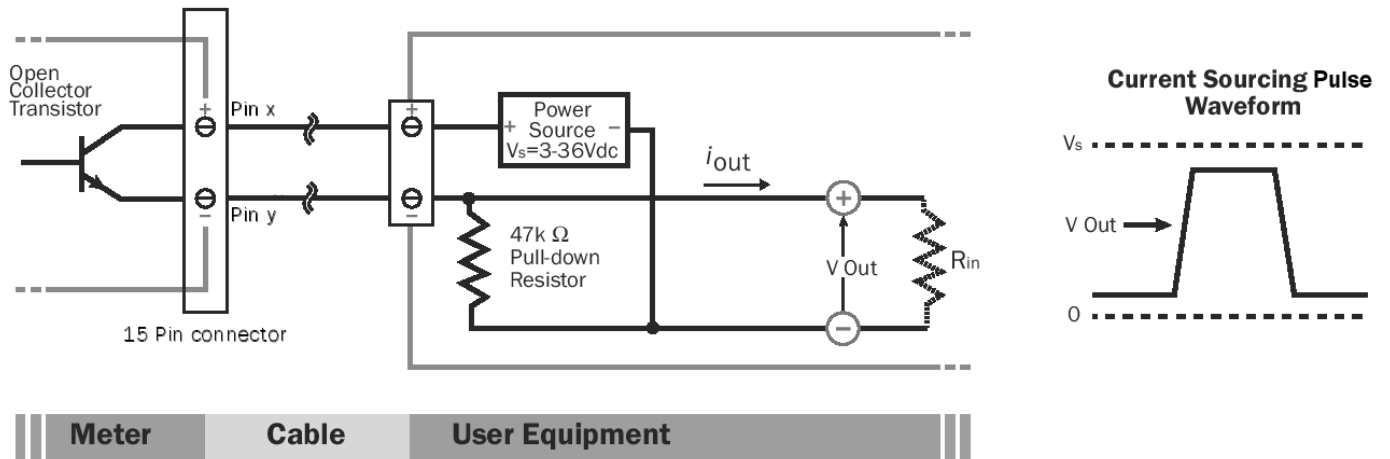 Open
Collector
Transistor
+
Pin x
−
Pin y
15 Pin connector
+
−
Power
+ Source −
Vs=3-36Vdc
iout
47k Ω
Pull-down
Resistor
+
V Out
−
Rin
Current Sourcing Pulse
Waveform
Vs
V Out
0
Meter
Cable
User Equipment